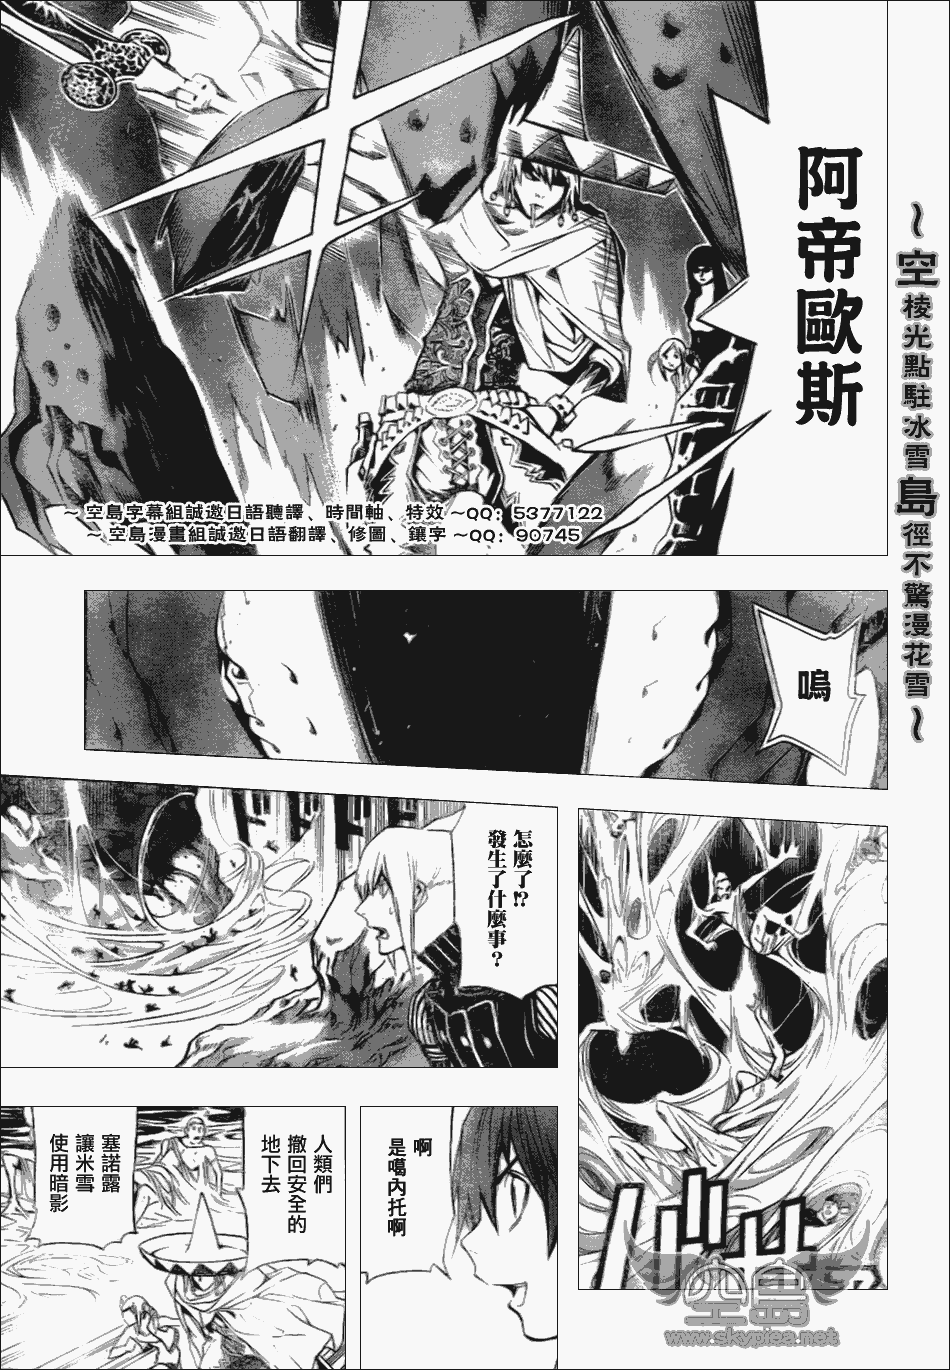 阿帝歐斯
～空棱光點駐冰雪島徑不驚漫花雪～
～空島字幕組誠邀日語聽譯、時間軸、特效～QQ：5377122
～空島漫畫組誠邀日語翻譯、修圖、鑲字～QQ：90745
嗚
怎麼了!?
發生了什麼事？
啊
是噶內托啊
人類們
撤回安全的
地下去
塞諾露
讓米雪
使用暗影
空島
www.skypiea.net